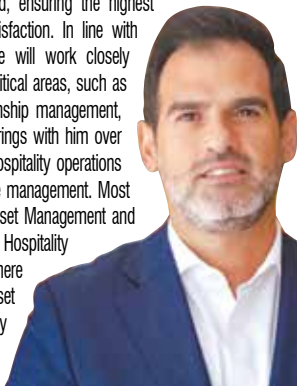 d, ensuring the highest
isfaction. In line with
e will work closely
itical areas, such as
nship management,
rings with him over
ospitality operations
e management. Most
set Management and
Hospitality
here
set
y